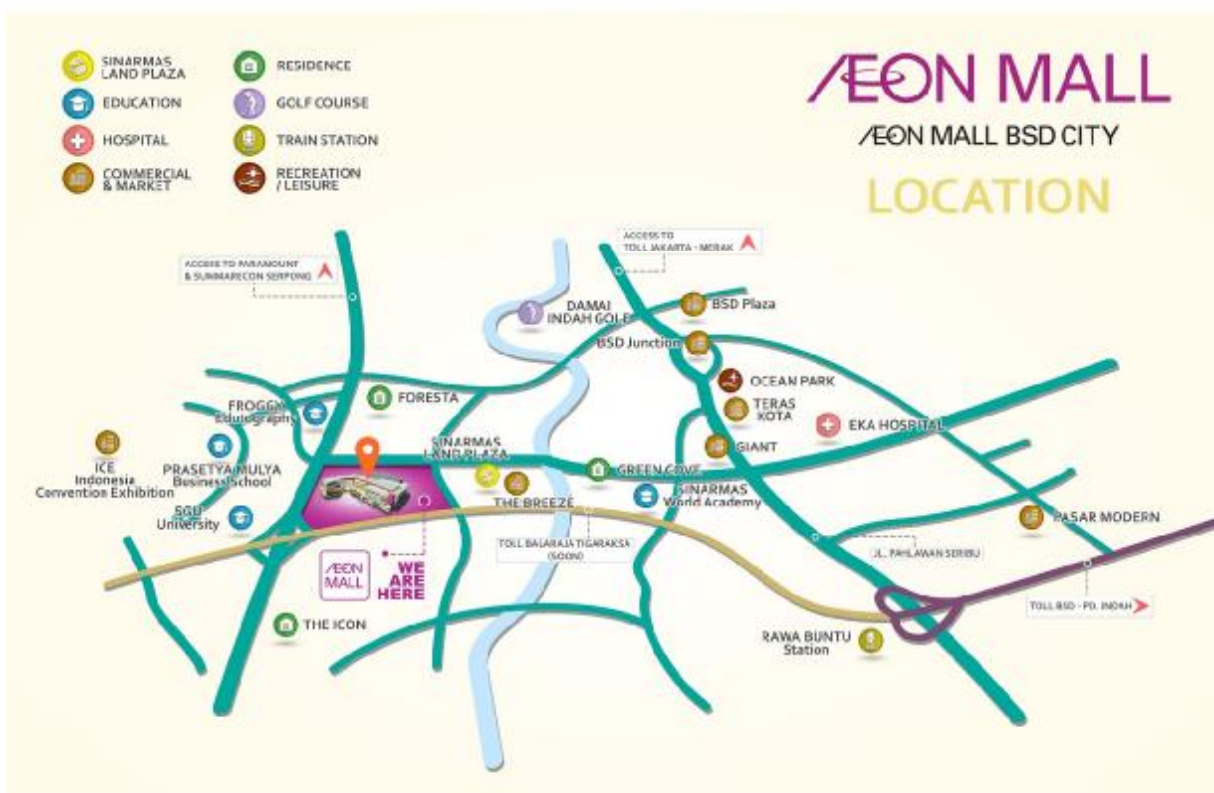 SINARMAS
LAND PLAZA
EDUCATION
HOSPITAL
COMMERCIAL
& MARKET
RESIDENCE
GOLF COURSE
TRAIN STATION
RECREATION
/ LEISURE
ÆON MALL
ÆON MALL BSD CITY
LOCATION
ACCESS TO PARAMOUNT
& SUMMARECON SERPONG
ACCESS TO
TOLL JAKARTA - MERAK
DAMAI
INDAH GOLF
BSD Plaza
BSD Junction
OCEAN PARK
TERAS
KOTA
EKA HOSPITAL
GIANT
FORESTA
FROGGY
Edutography
SINARMAS
LAND PLAZA
ICE
Indonesia
Convention Exhibition
PRASETYA MULYA
Business School
SGU
University
THE BREEZE
GREEN COVE
SINARMAS
World Academy
PASAR MODERN
TOLL BALARAJA TIGARAKSA
(SOON)
JL. PAHLAWAN SERIBU
ÆON
MALL
WE
ARE
HERE
TOLL BSD - PD. INDAH
THE ICON
RAWA BUNTU
Station